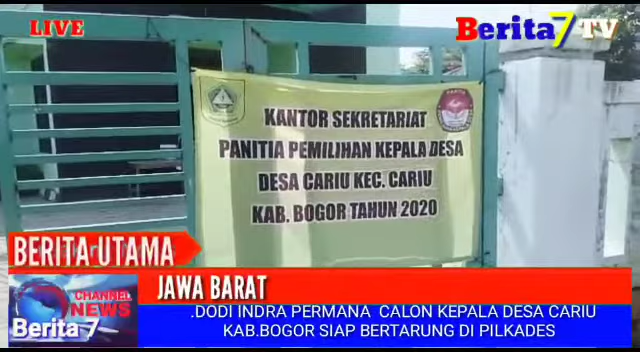 LIVE
Berita7TV
KANTOR SEKRETARIAT
PANITIA PEMILIHAN KEPALA DESA
DESA CARIU KEC. CARIU
KAB. BOGOR TAHUN 2020
BERITA UTAMA
JAWA BARAT
CHANNEL
NEWS
Berita 7
.DODI INDRA PERMANA CALON KEPALA DESA CARIU
KAB.BOGOR SIAP BERTARUNG DI PILKADES